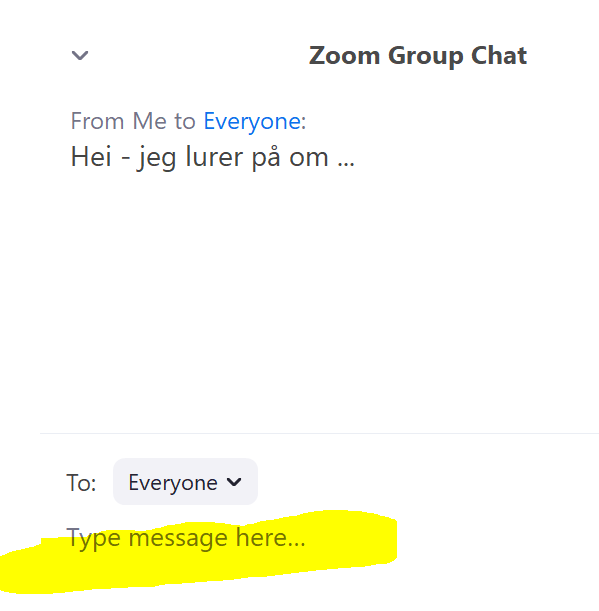 Zoom Group Chat
From Me to Everyone:
Hei - jeg lurer på om ...
To: Everyone
Type message here...